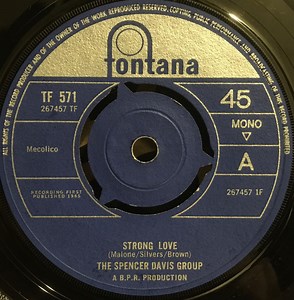 ALL RIGHTS OF THE RECORD PRODUCER AND OF THE OWNER OF THE WORK REPRODUCED RESERVED. COPYING, PUBLIC PERFORMANCE AND BROADCASTING OF THIS RECORD PROHIBITED
fontana
TF 571
267457 TF
45
MONO
Mecolico
A
RECORDING FIRST
PUBLISHED 1965
267457 1F
STRONG LOVE
(Malone/Silvers/Brown)
THE SPENCER DAVIS GROUP
A B.P.R. PRODUCTION